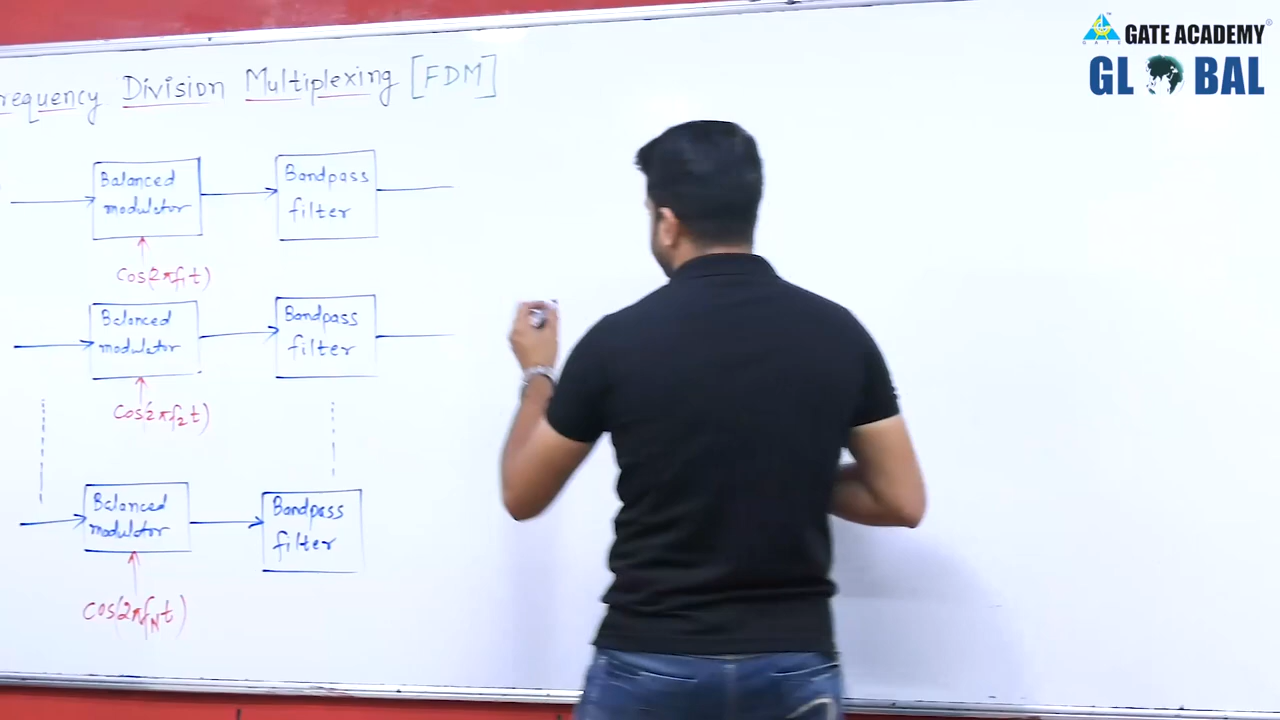 GATE ACADEMY
GLOBAL
requency Division Multiplexing [FDM]
Balanced
modulator
Bandpass
filter
cos(2πf₁t)
Balanced
modulator
Bandpass
filter
cos(2πf₂t)
Balanced
modulator
Bandpass
filter
cos(2πf_Nt)